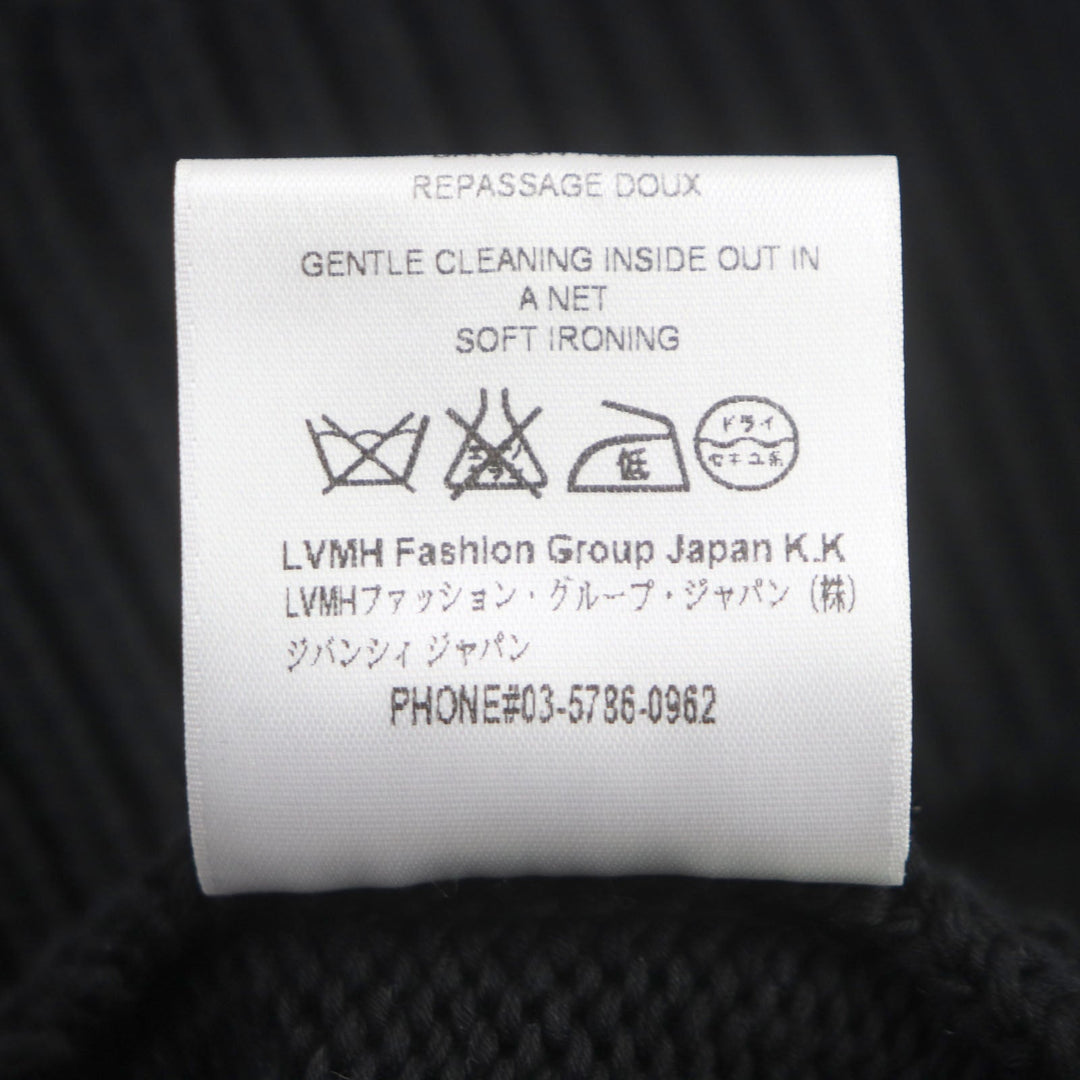 REPASSAGE DOUX
GENTLE CLEANING INSIDE OUT IN
A NET
SOFT IRONING
低
ドライ
セキユ系
LVMH Fashion Group Japan K.K
LVMHファッション・グループ・ジャパン (株)
ジバンシィ ジャパン
PHONE#03-5786-0962